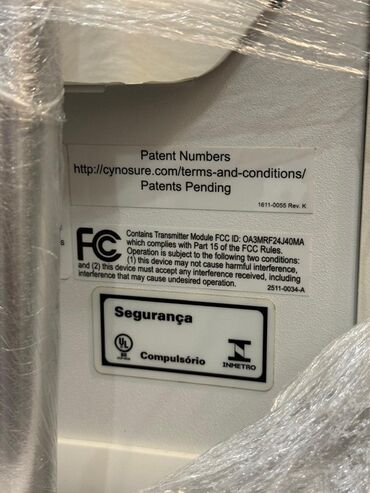 Patent Numbers
http://cynosure.com/terms-and-conditions/
Patents Pending
1611-0055 Rev. K
FC Contains Transmitter Module FCC ID: OA3MRF24J40MA
which complies with Part 15 of the FCC Rules.
Operation is subject to the following two conditions:
(1) this device may not cause harmful interference,
and (2) this device must accept any interference received, including
interference that may cause undesired operation.
2511-0034-A
Segurança
UL
BR
Compulsório
INMETRO